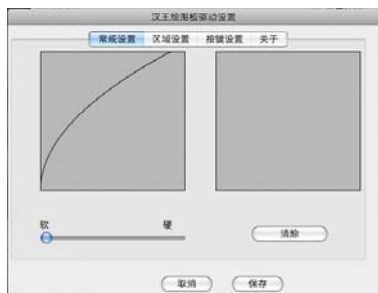 汉王绘图板驱动设置
常规设置 区域设置 按键设置 关于
软 硬
清除
取消 保存